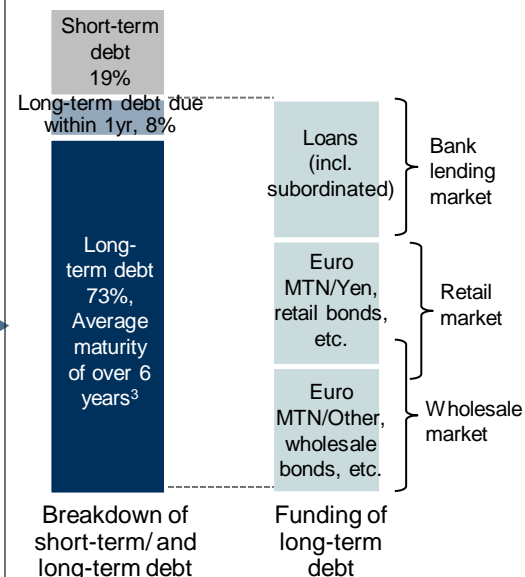 Short-term
debt
19%
Long-term debt due
within 1yr, 8%
Long-
term debt
73%,
Average
maturity
of over 6
years3
Breakdown of
short-term/ and
long-term debt
Loans
(incl.
subordinated)
Euro
MTN/Yen,
retail bonds,
etc.
Euro
MTN/Other,
wholesale
bonds, etc.
Funding of
long-term
debt
Bank
lending
market
Retail
market
Wholesale
market